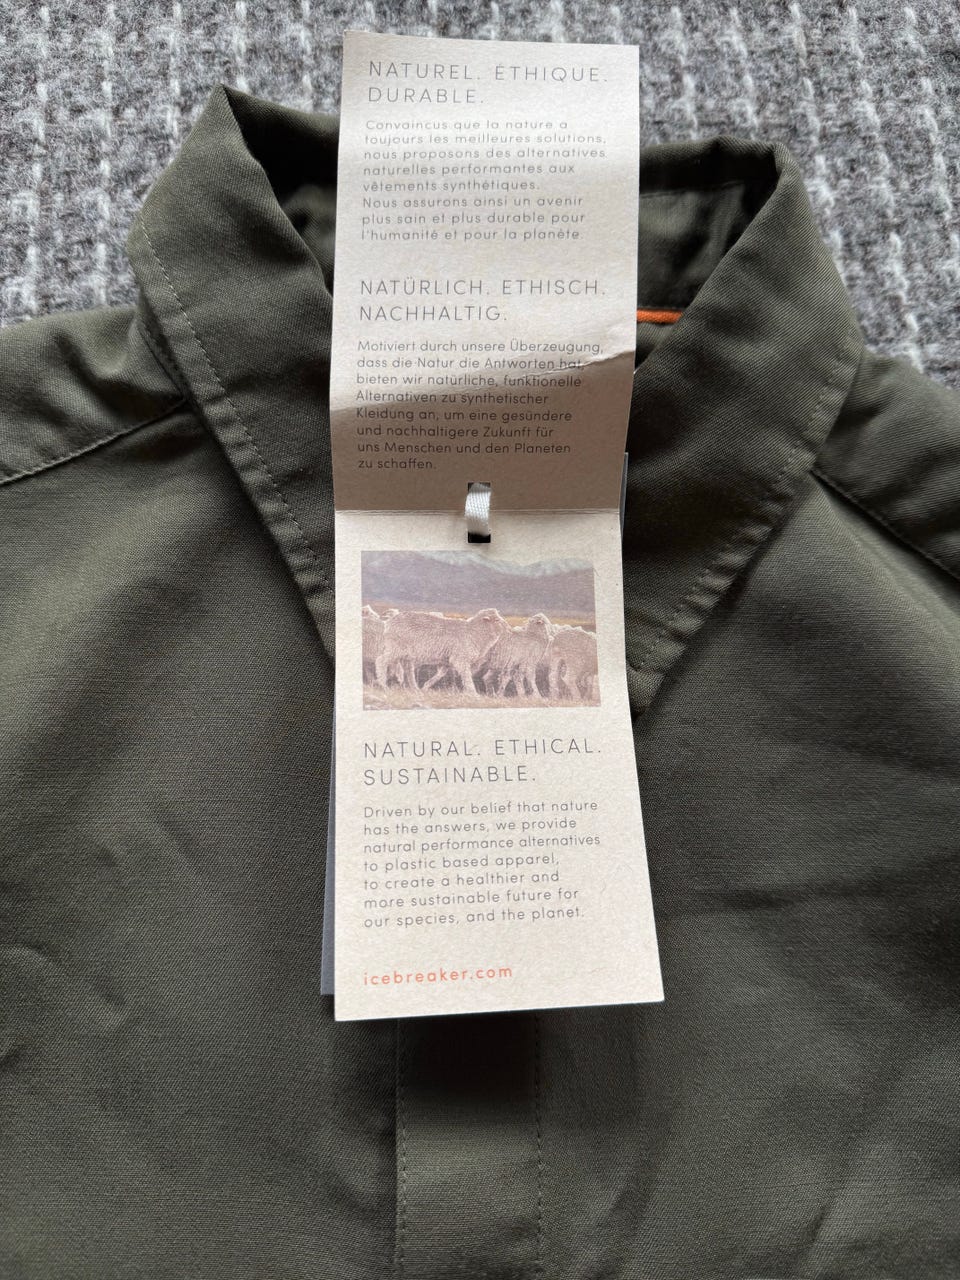 NATUREL. ÉTHIQUE.
DURABLE.
Convaincus que la nature a
toujours les meilleures solutions,
nous proposons des alternatives
naturelles performantes aux
vêtements synthétiques.
Nous assurons ainsi un avenir
plus sain et plus durable pour
l'humanité et pour la planète.
NATÜRLICH. ETHISCH.
NACHHALTIG.
Motiviert durch unsere Überzeugung,
dass die Natur die Antworten hat,
bieten wir natürliche, funktionelle
Alternativen zu synthetischer
Kleidung an, um eine gesündere
und nachhaltigere Zukunft für
uns Menschen und den Planeten
zu schaffen.
NATURAL. ETHICAL.
SUSTAINABLE.
Driven by our belief that nature
has the answers, we provide
natural performance alternatives
to plastic based apparel,
to create a healthier and
more sustainable future for
our species, and the planet.
icebreaker.com